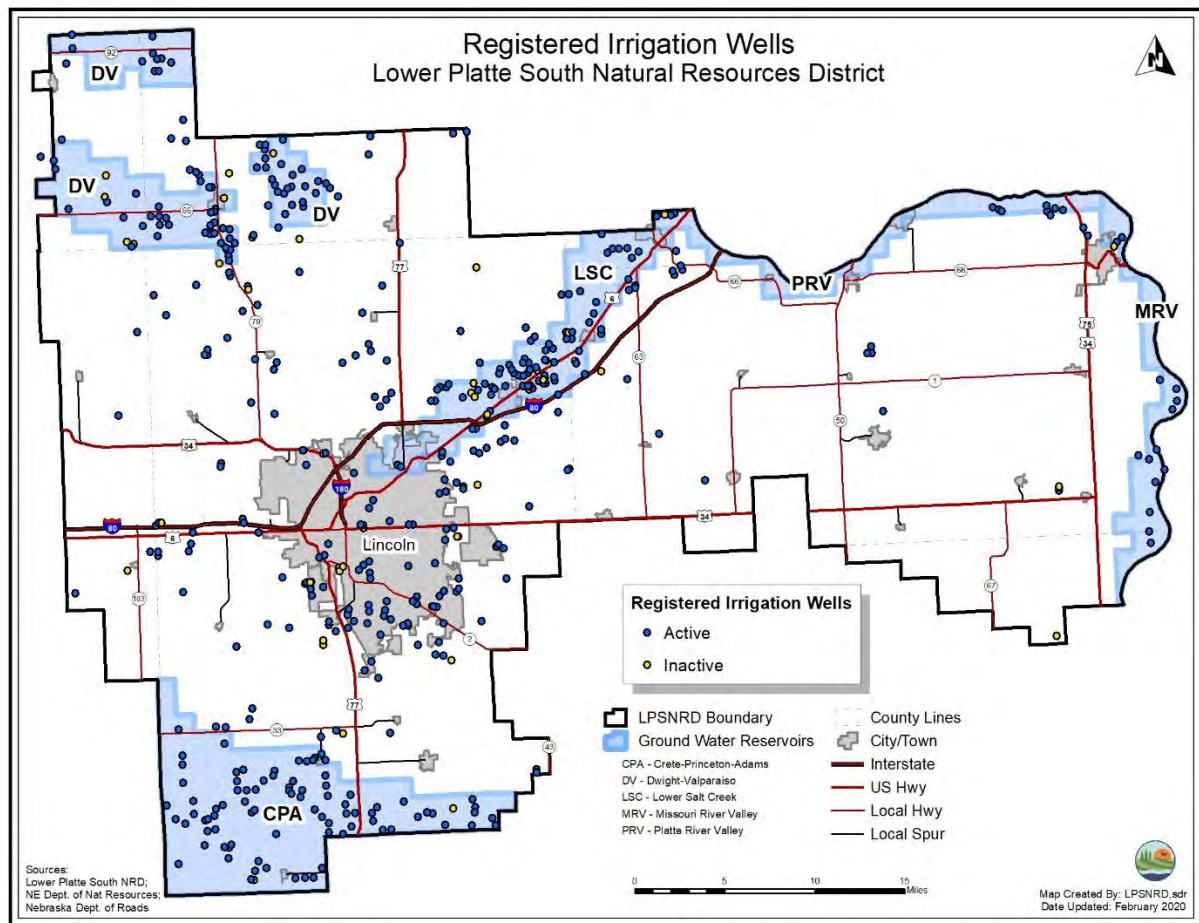 Registered Irrigation Wells
Lower Platte South Natural Resources District
N
92
DV
DV
66
DV
77
79
LSC
6
66
PRV
66
75
34
MRV
63
1
50
80
34
180
80
6
Lincoln
34
103
2
67
77
33
43
CPA
Registered Irrigation Wells
Active
Inactive
LPSNRD Boundary
Ground Water Reservoirs
CPA - Crete-Princeton-Adams
DV - Dwight-Valparaiso
LSC - Lower Salt Creek
MRV - Missouri River Valley
PRV - Platte River Valley
County Lines
City/Town
Interstate
US Hwy
Local Hwy
Local Spur
0 5 10 15
Miles
Sources:
Lower Platte South NRD;
NE Dept. of Nat Resources;
Nebraska Dept. of Roads
Map Created By: LPSNRD,sdr
Date Updated: February 2020